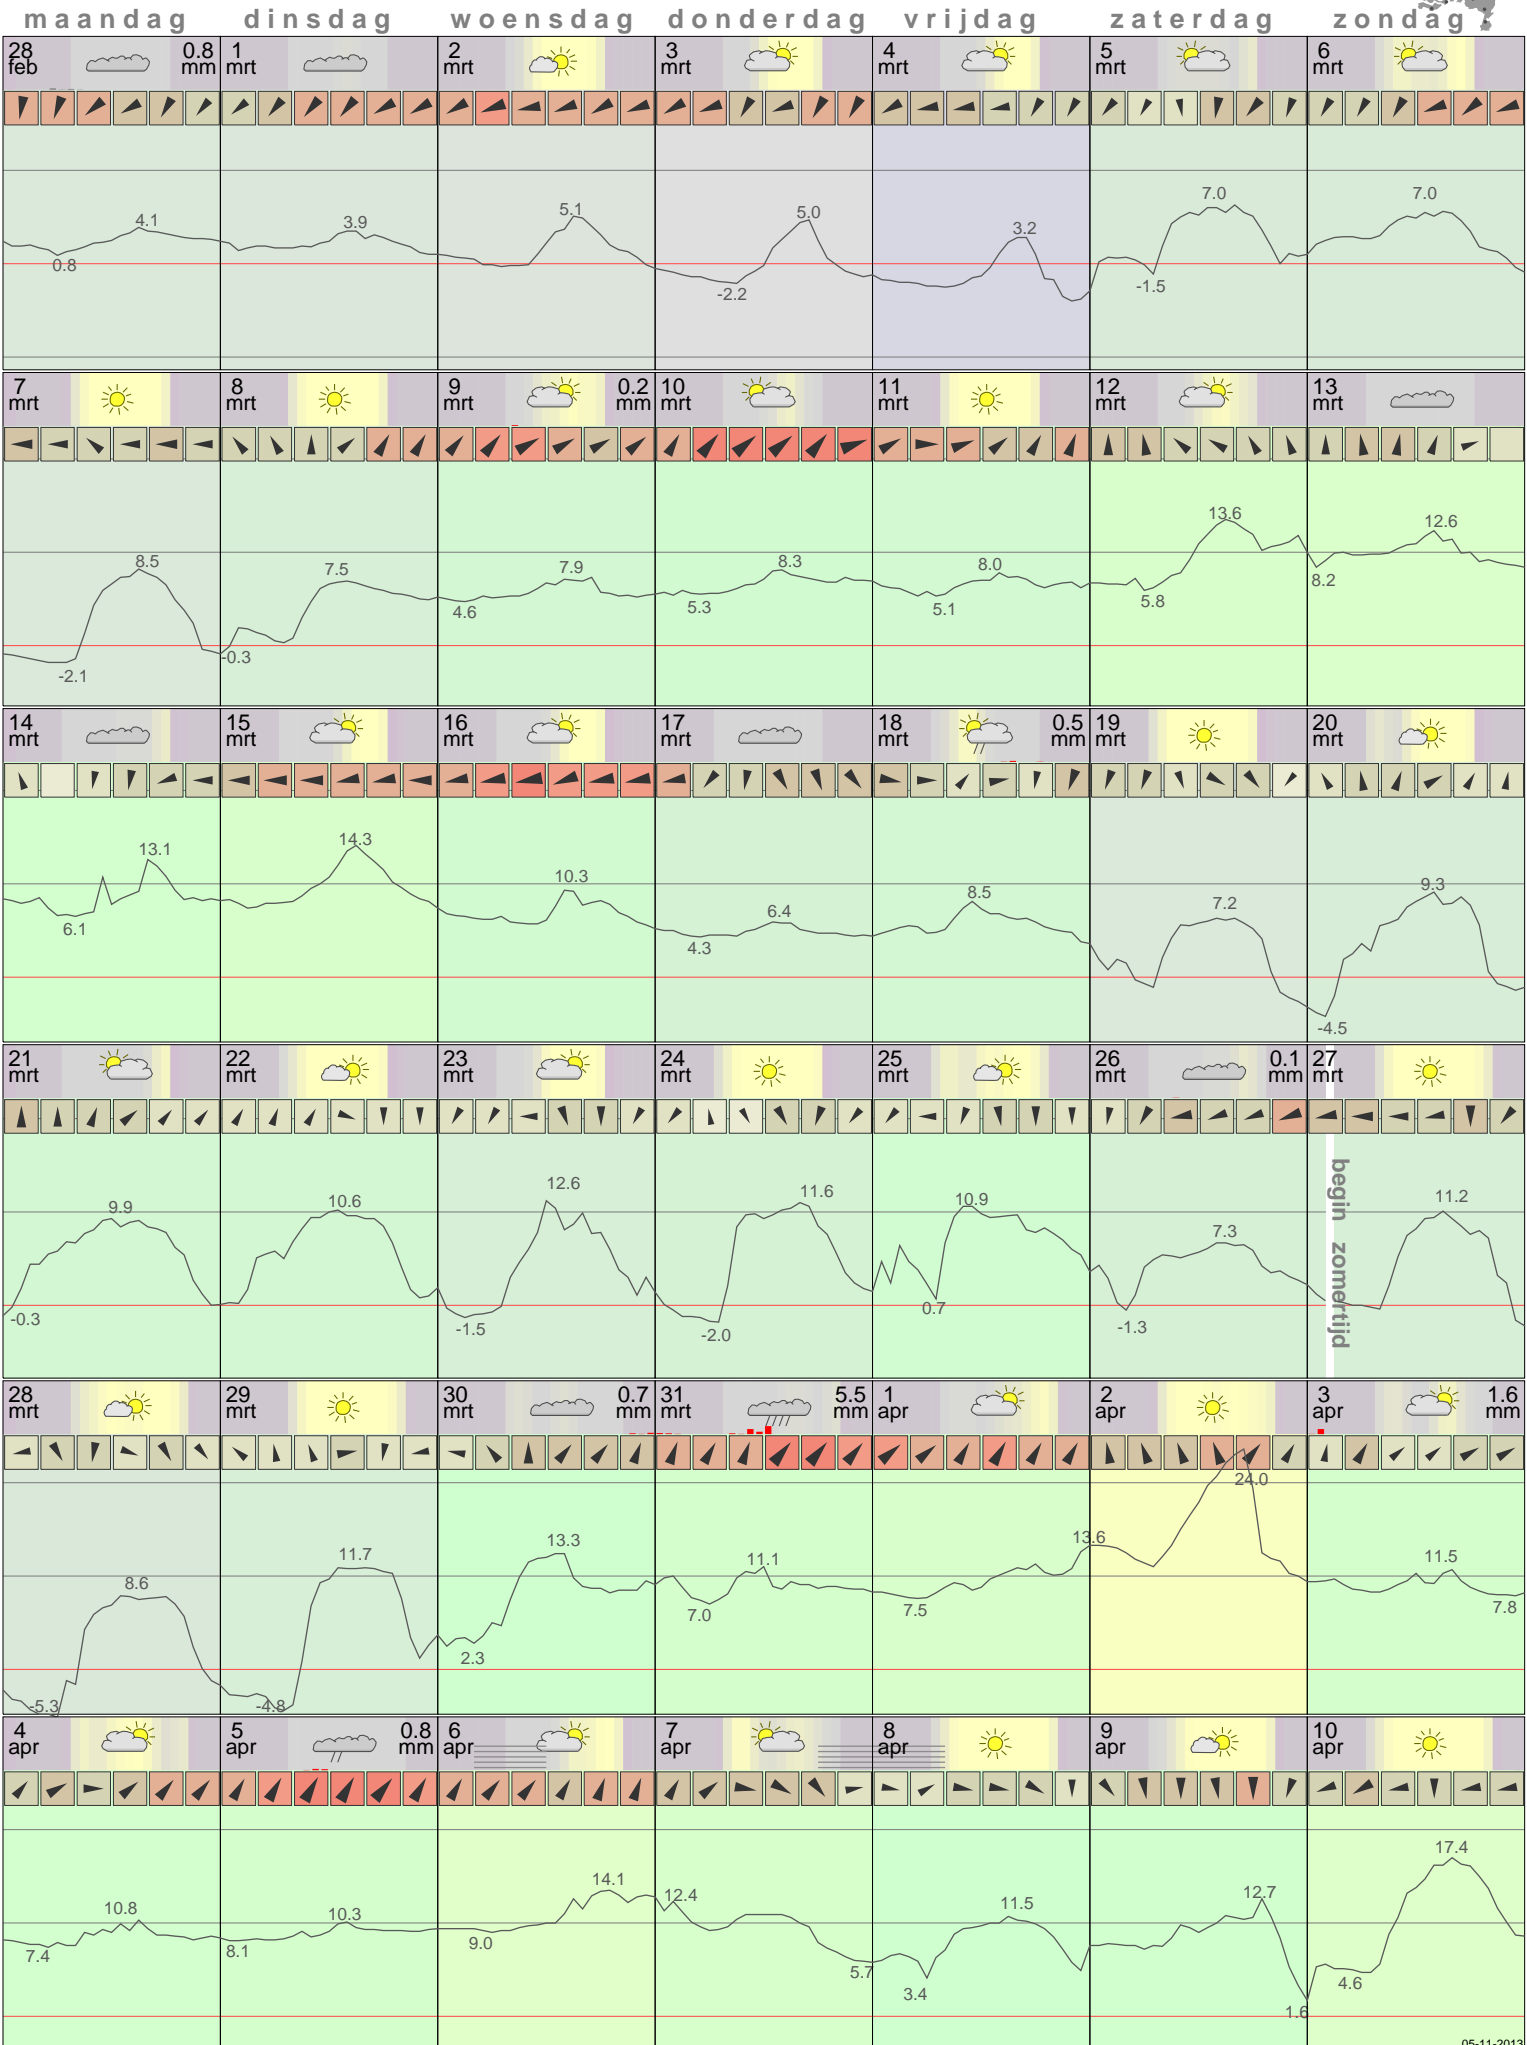 maandag dinsdag woensdag donderdag vrijdag zaterdag zondag
28 feb 0.8 mm 1 mrt 2 mrt 3 mrt 4 mrt 5 mrt 6 mrt
4.1 0.8 3.9 5.1 5.0 -2.2 3.2 7.0 -1.5 7.0
7 mrt 8 mrt 9 mrt 0.2 mm 10 mrt 11 mrt 12 mrt 13 mrt
8.5 -2.1 7.5 -0.3 7.9 4.6 8.3 5.3 8.0 5.1 13.6 5.8 12.6 8.2
14 mrt 15 mrt 16 mrt 17 mrt 18 mrt 0.5 mm 19 mrt 20 mrt
13.1 6.1 14.3 10.3 6.4 4.3 8.5 7.2 9.3 -4.5
21 mrt 22 mrt 23 mrt 24 mrt 25 mrt 26 mrt 0.1 mm 27 mrt
9.9 -0.3 10.6 12.6 -1.5 11.6 -2.0 10.9 0.7 7.3 -1.3 11.2
begin zomertijd
28 mrt 29 mrt 30 mrt 0.7 mm 31 mrt 5.5 mm 1 apr 2 apr 3 apr 1.6 mm
8.6 -5.3 11.7 -4.8 13.3 2.3 11.1 7.0 7.5 13.6 24.0 11.5 7.8
4 apr 5 apr 0.8 mm 6 apr 7 apr 8 apr 9 apr 10 apr
10.8 7.4 10.3 8.1 14.1 9.0 12.4 5.7 11.5 3.4 12.7 1.6 17.4 4.6
05-11-2013